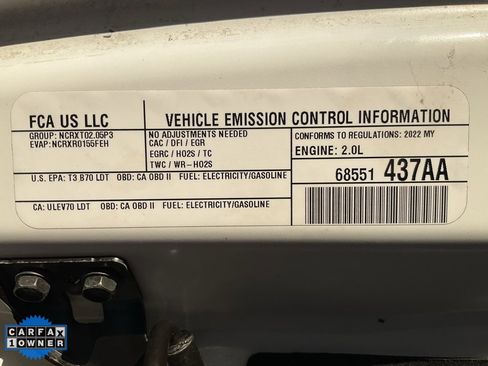 FCA US LLC
VEHICLE EMISSION CONTROL INFORMATION
GROUP: NCRXT02.05P3
EVAP: NCRXR0155FEH
NO ADJUSTMENTS NEEDED
CAC / DFI / EGR
EGRC / HO2S / TC
TWC / WR-HO2S
CONFORMS TO REGULATIONS: 2022 MY
ENGINE: 2.0L
U.S. EPA: T3 B70 LDT OBD: CA OBD II FUEL: ELECTRICITY/GASOLINE
68551 437AA
CA: ULEV70 LDT OBD: CA OBD II FUEL: ELECTRICITY/GASOLINE
CARFAX
1 OWNER